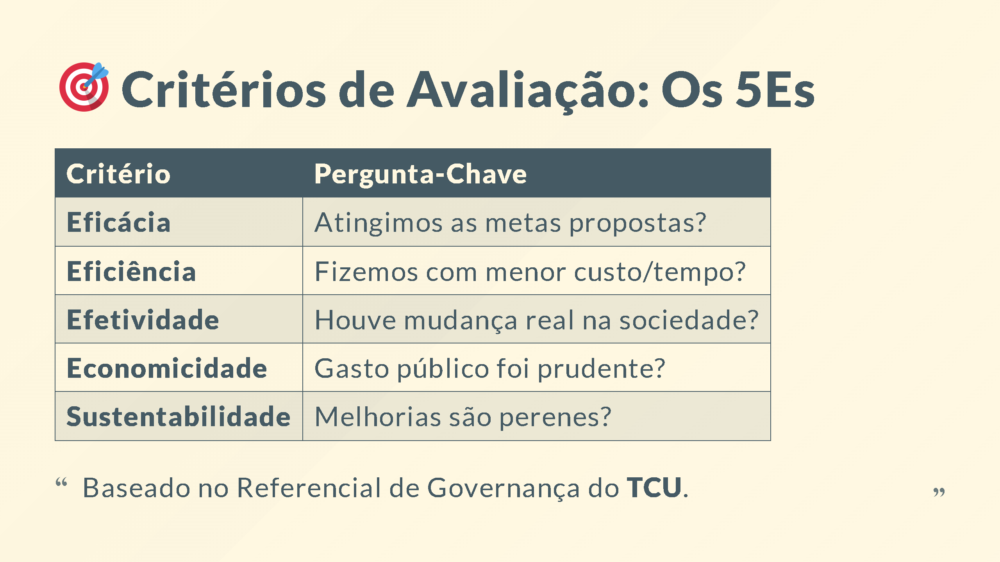 Critérios de Avaliação: Os 5Es
Critério Pergunta-Chave
Eficácia Atingimos as metas propostas?
Eficiência Fizemos com menor custo/tempo?
Efetividade Houve mudança real na sociedade?
Economicidade Gasto público foi prudente?
Sustentabilidade Melhorias são perenes?
“ Baseado no Referencial de Governança do TCU. ”